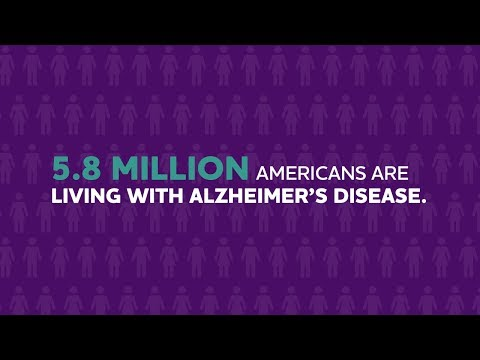 5.8 MILLION AMERICANS ARE
LIVING WITH ALZHEIMER’S DISEASE.